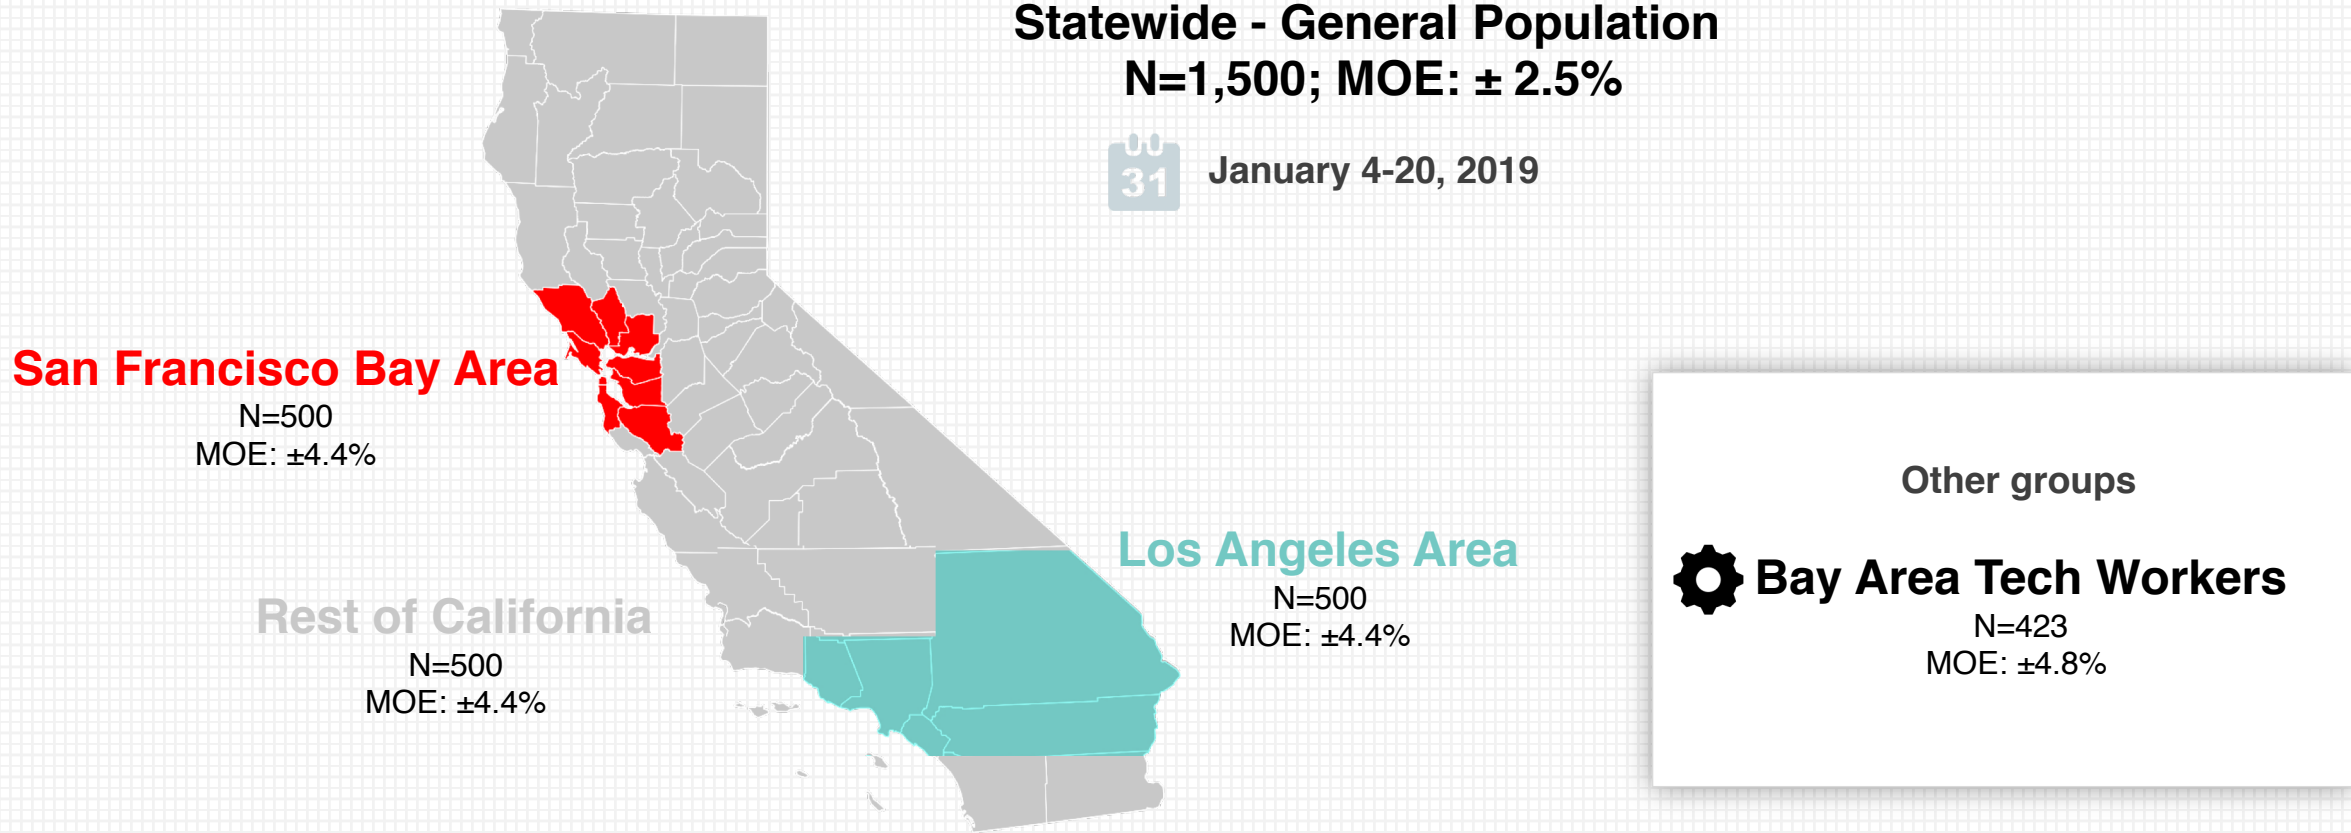 Statewide - General Population
N=1,500; MOE: ± 2.5%
31
January 4-20, 2019
San Francisco Bay Area
N=500
MOE: ±4.4%
Los Angeles Area
N=500
MOE: ±4.4%
Rest of California
N=500
MOE: ±4.4%
Other groups
Bay Area Tech Workers
N=423
MOE: ±4.8%